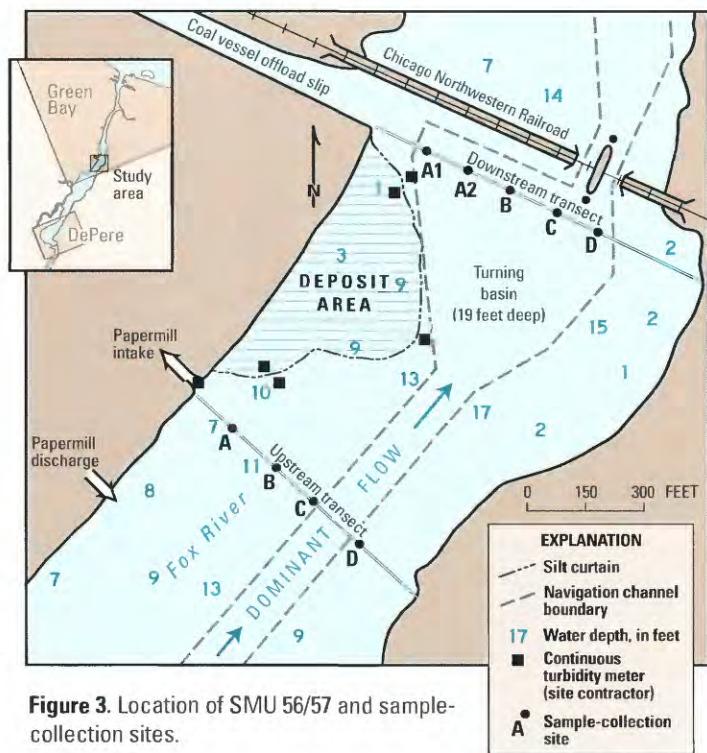 Coal vessel offload slip
Chicago Northwestern Railroad
7
14
Green
Bay
Study
area
DePere
N
A1
A2
B
C
D
Downstream transect
1
3
DEPOSIT
AREA
9
9
2
Turning
basin
(19 feet deep)
15
2
1
Papermill
intake
10
13
17
2
Papermill
discharge
7
A
11
B
C
D
Upstream transect
8
Fox River
DOMINANT FLOW
7
9
13
9
0 150 300 FEET
EXPLANATION
Silt curtain
Navigation channel
boundary
17 Water depth, in feet
Continuous
turbidity meter
(site contractor)
A Sample-collection
site
Figure 3. Location of SMU 56/57 and sample-
collection sites.